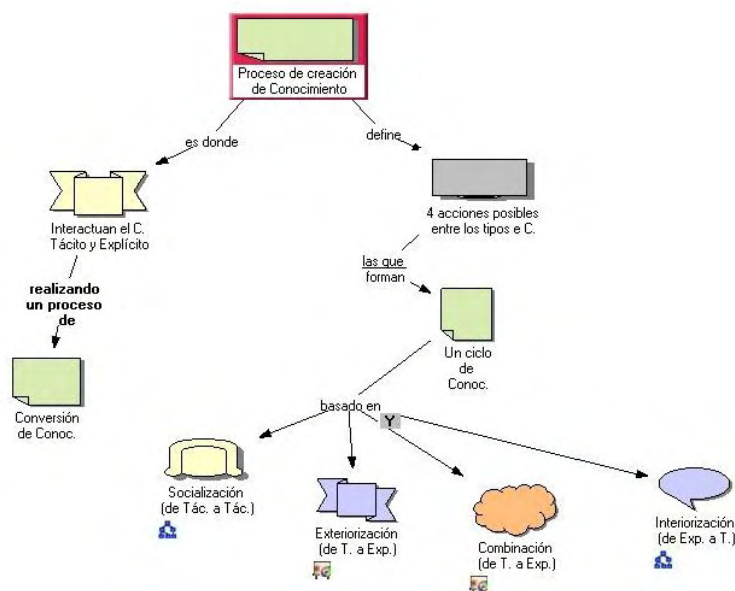 Proceso de creación
de Conocimiento
es donde
define
Interactuan el C.
Tácito y Explícito
4 acciones posibles
entre los tipos e C.
realizando
un proceso
de
las que
forman
Conversión
de Conoc.
Un ciclo
de
Conoc.
basado en
Y
Socialización
(de Tác. a Tác.)
Exteriorización
(de T. a Exp.)
Combinación
(de T. a Exp.)
Interiorización
(de Exp. a T.)